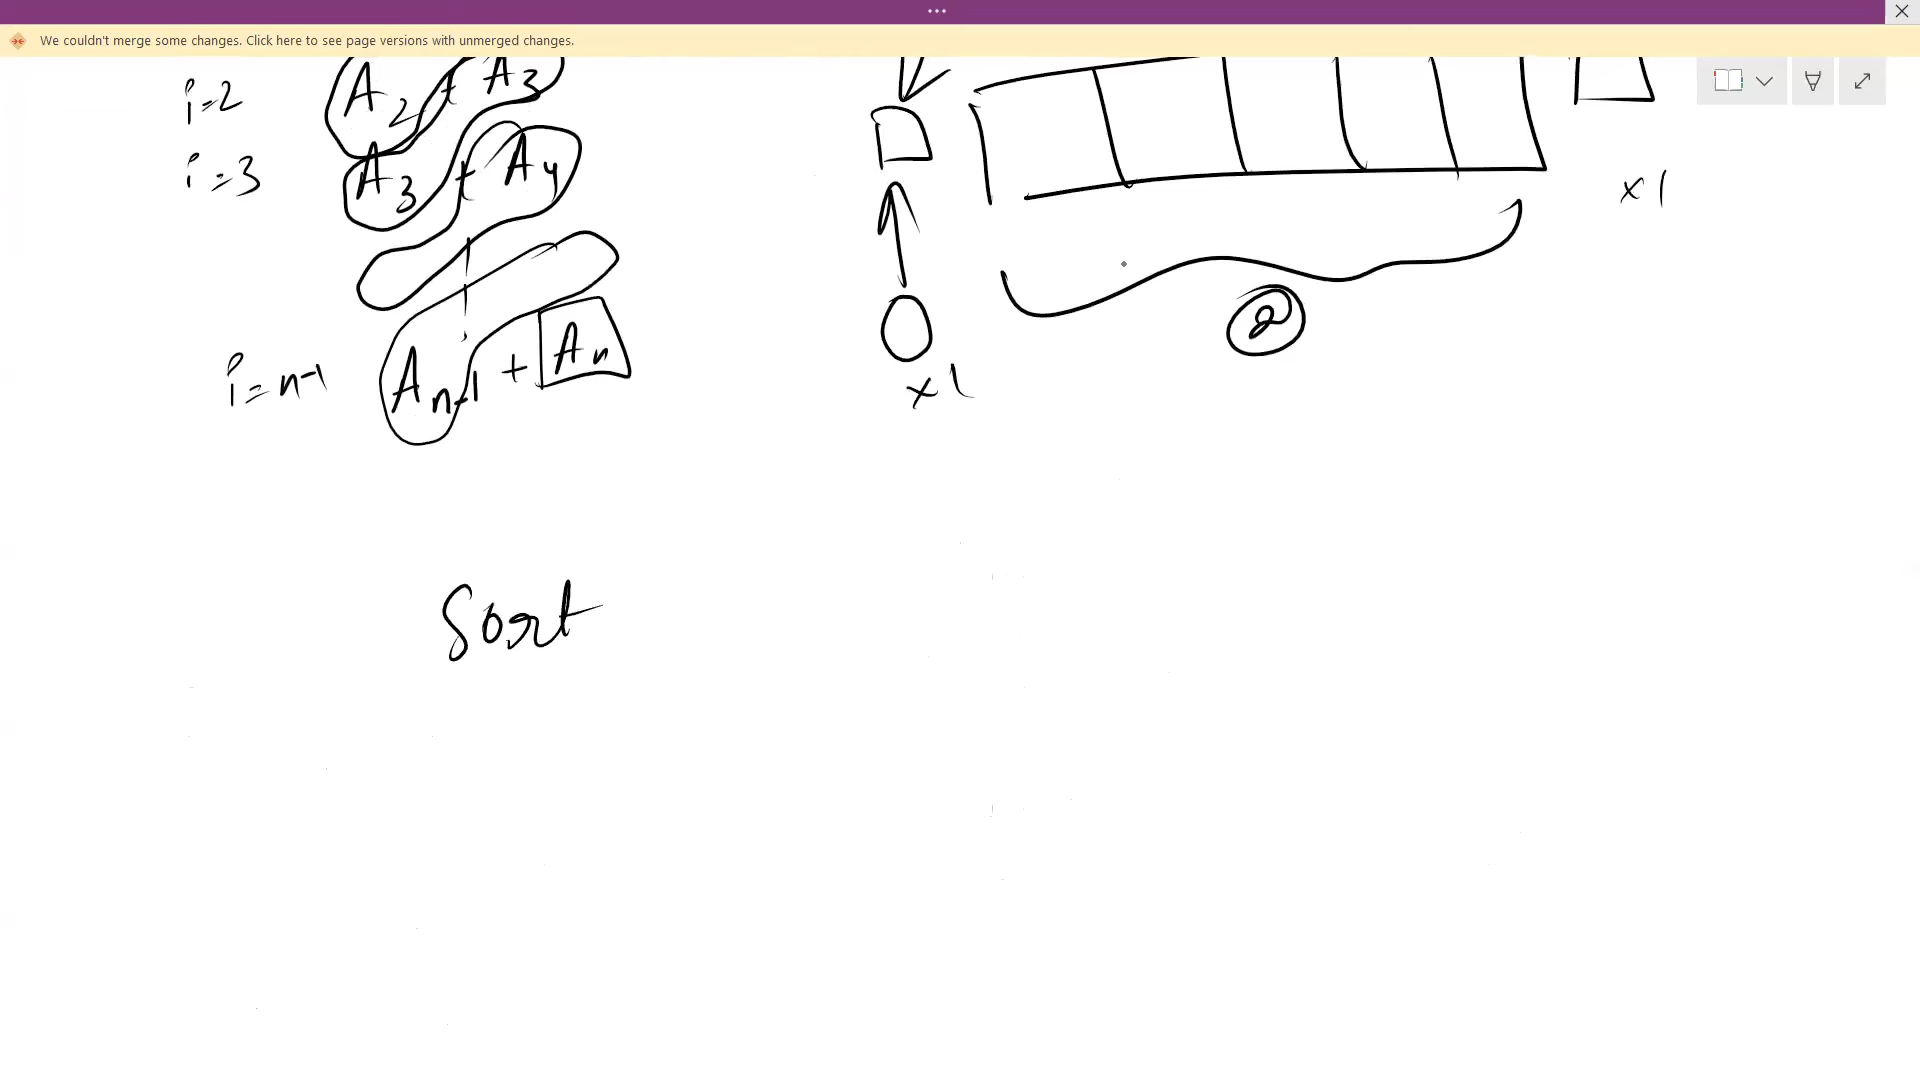 We couldn't merge some changes. Click here to see page versions with unmerged changes.
i=2 A2 + A3
i=3 A3 + A4
i=n-1 An-1 + An
x1
2
x1
Sort